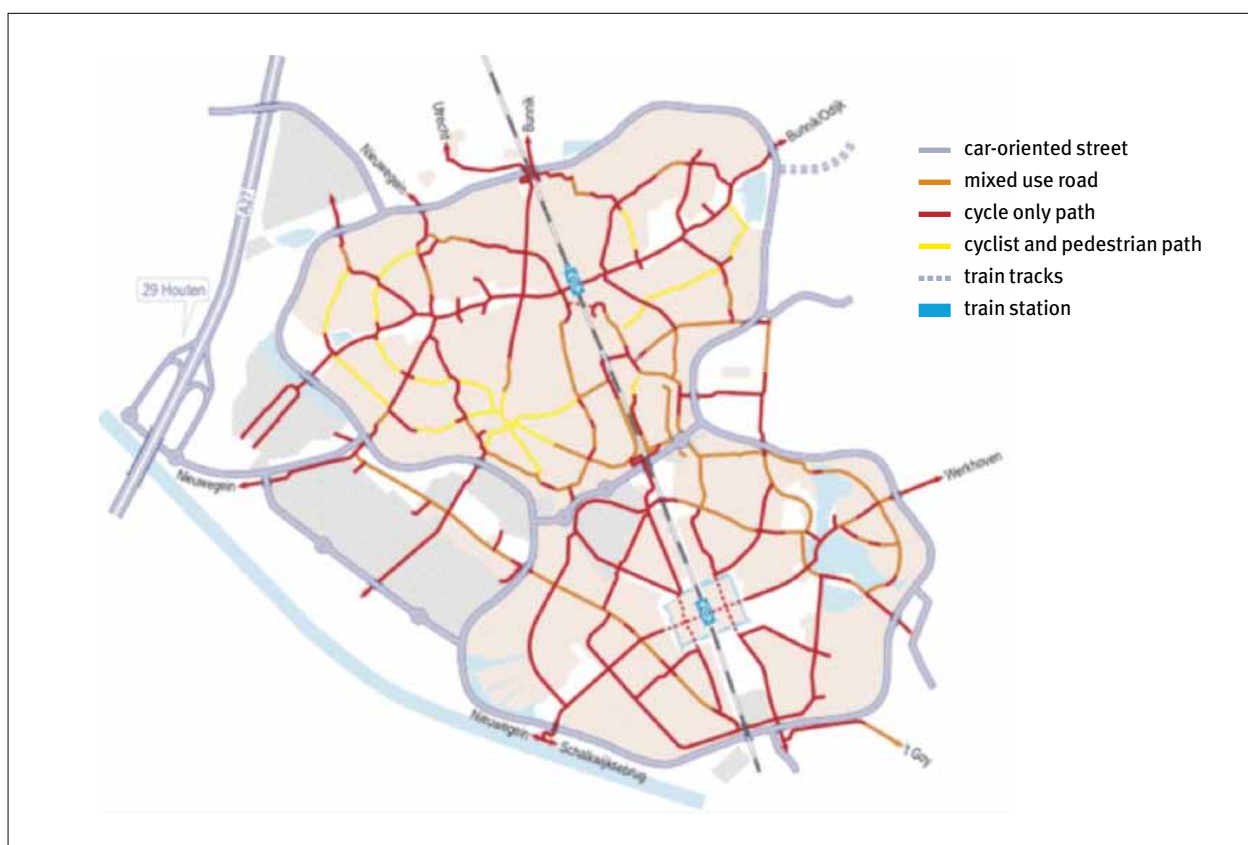 Utrecht
Bunnik
Bunnik/Odijk
Nieuwegein
A27
29 Houten
Nieuwegein
Werkhoven
Nieuwegein
Schalkwijksebrug
't Goy
car-oriented street
mixed use road
cycle only path
cyclist and pedestrian path
train tracks
train station